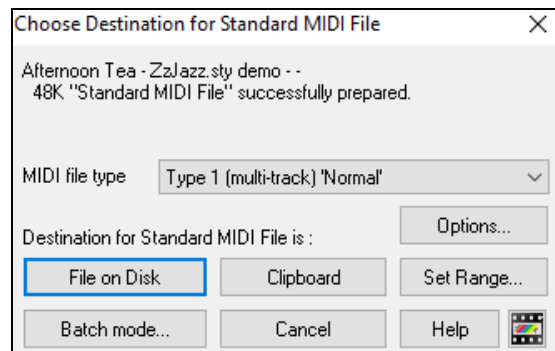 Choose Destination for Standard MIDI File
Afternoon Tea - ZzJazz.sty demo - -
48K "Standard MIDI File" successfully prepared.
MIDI file type
Type 1 (multi-track) 'Normal'
Options...
Destination for Standard MIDI File is :
File on Disk
Clipboard
Set Range...
Batch mode...
Cancel
Help